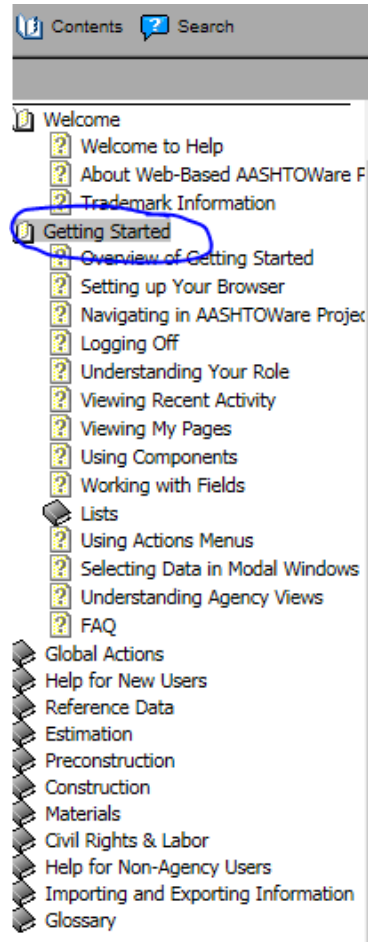 Contents Search
Welcome
Welcome to Help
About Web-Based AASHTOWare P
Trademark Information
Getting Started
Overview of Getting Started
Setting up Your Browser
Navigating in AASHTOWare Projec
Logging Off
Understanding Your Role
Viewing Recent Activity
Viewing My Pages
Using Components
Working with Fields
Lists
Using Actions Menus
Selecting Data in Modal Windows
Understanding Agency Views
FAQ
Global Actions
Help for New Users
Reference Data
Estimation
Preconstruction
Construction
Materials
Civil Rights & Labor
Help for Non-Agency Users
Importing and Exporting Information
Glossary